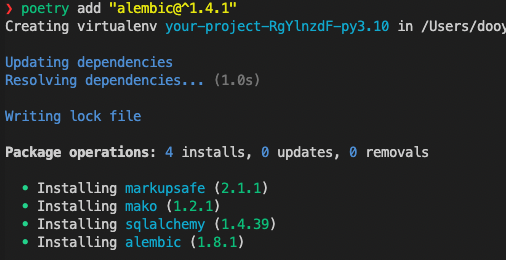 ❯ poetry add "alembic@^1.4.1"
Creating virtualenv your-project-RgYlnzdF-py3.10 in /Users/dooy
Updating dependencies
Resolving dependencies... (1.0s)
Writing lock file
Package operations: 4 installs, 0 updates, 0 removals
• Installing markupsafe (2.1.1)
• Installing mako (1.2.1)
• Installing sqlalchemy (1.4.39)
• Installing alembic (1.8.1)